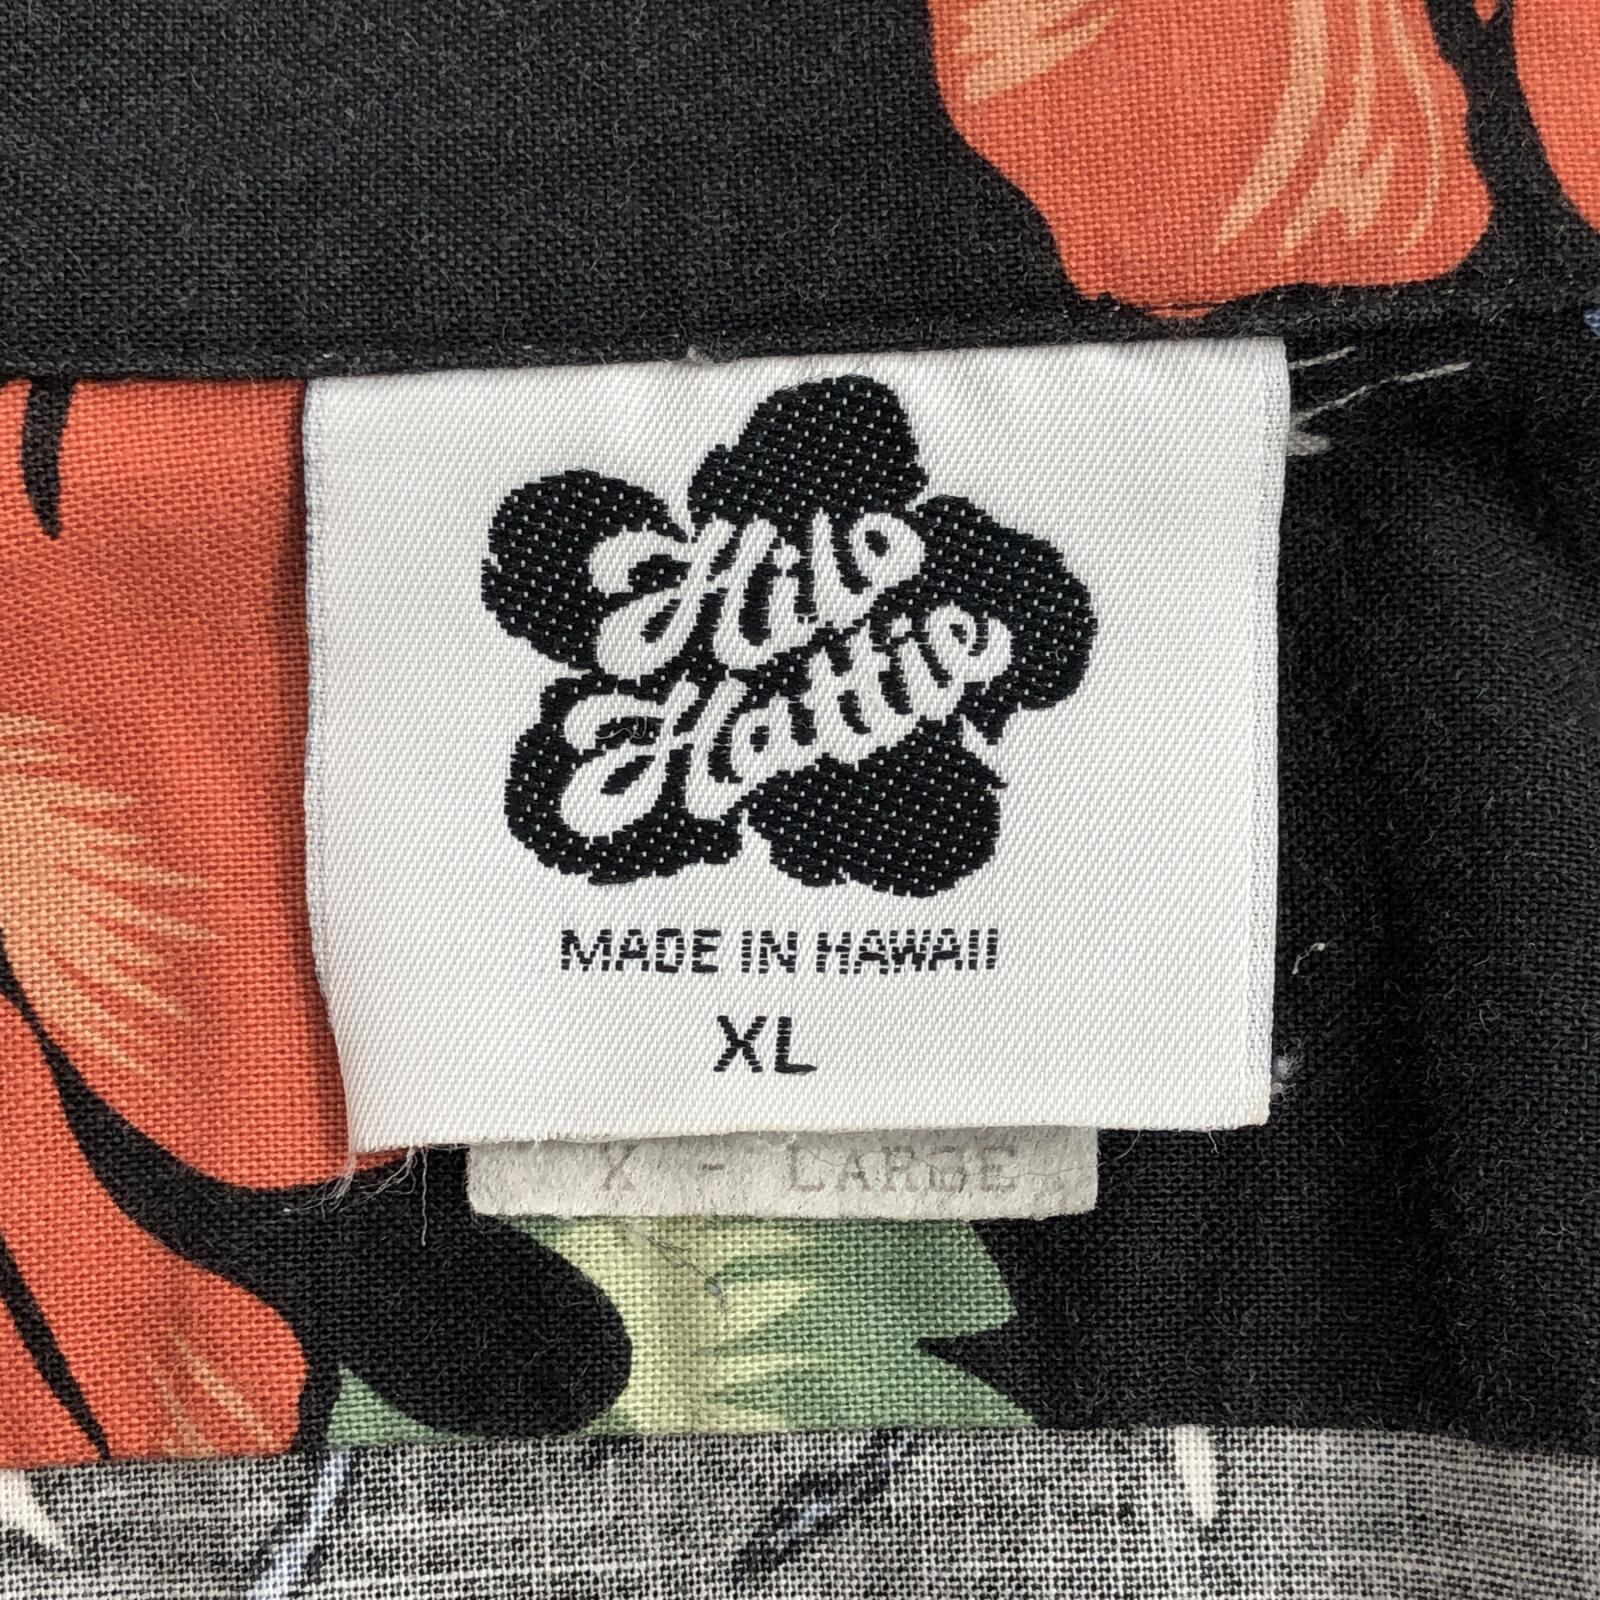 Hilo
Hattie
MADE IN HAWAII
XL
X - LARGE